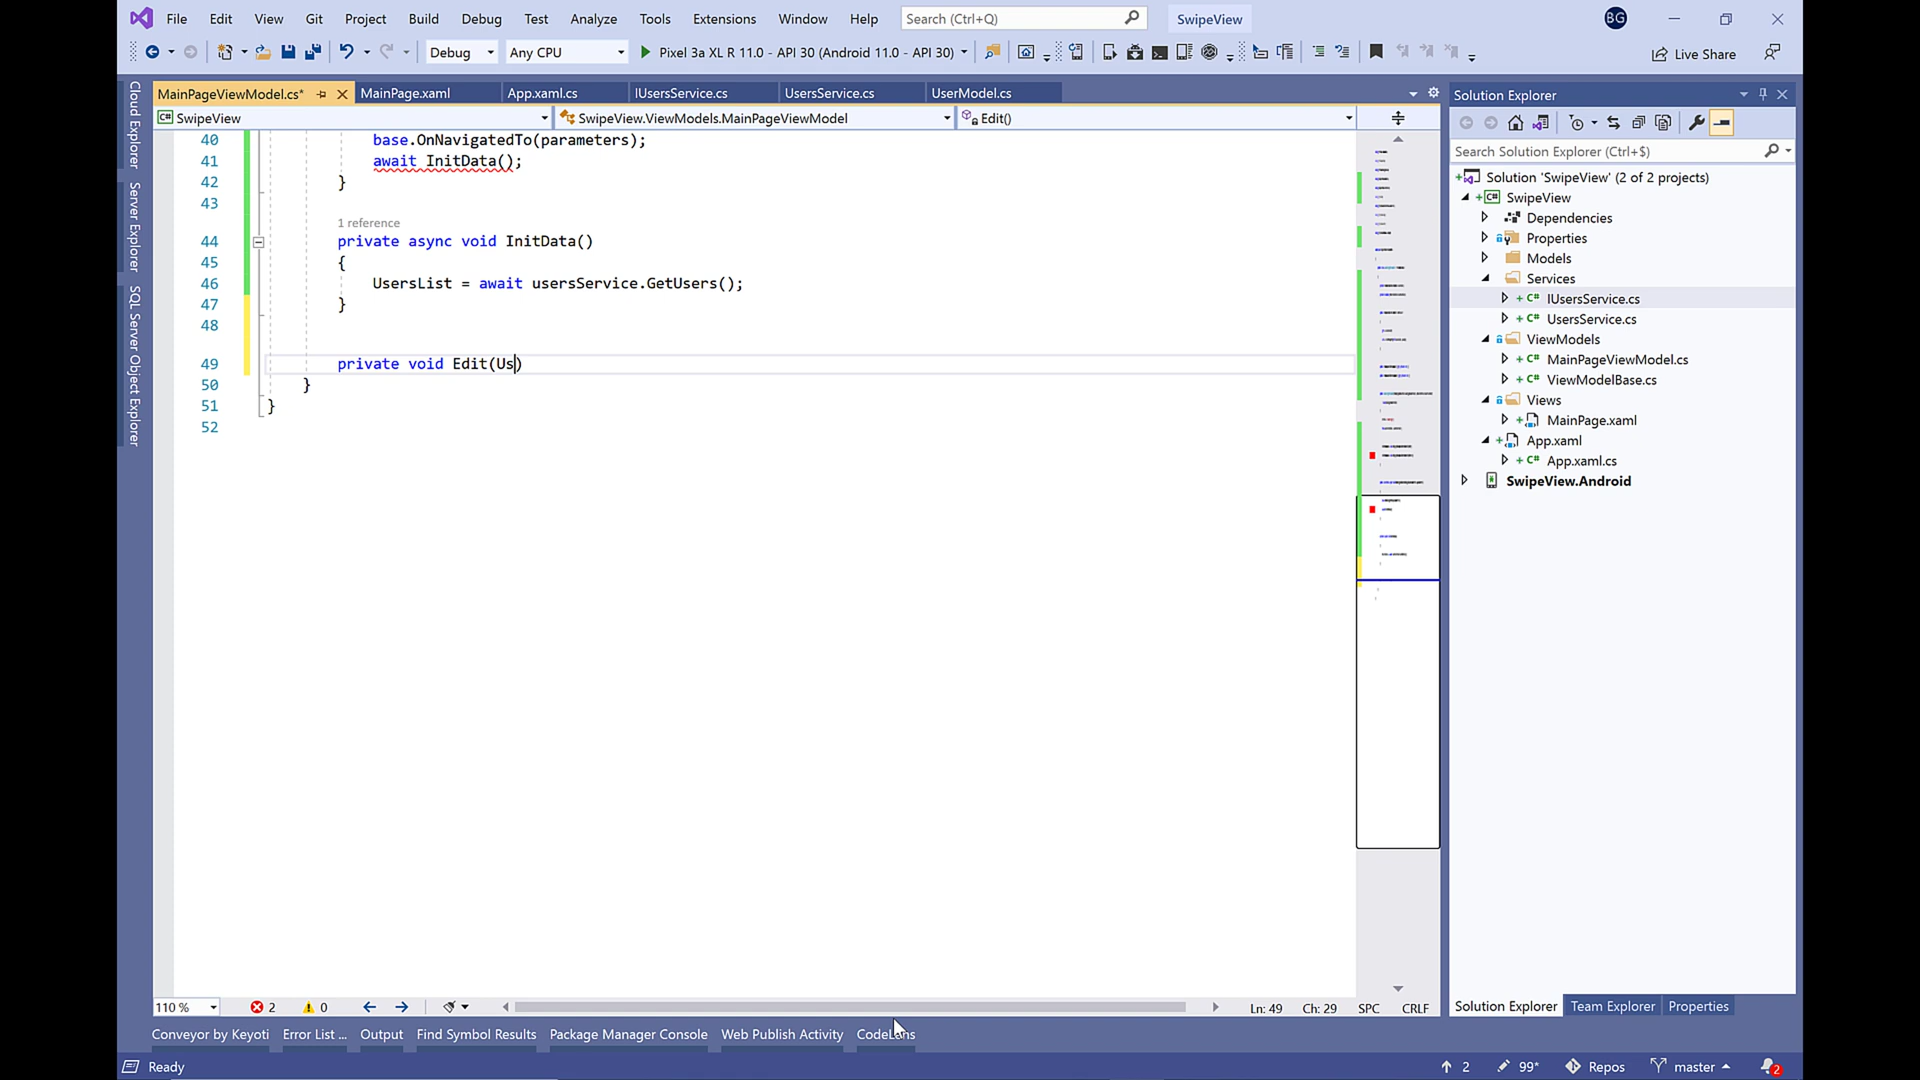 File Edit View Git Project Build Debug Test Analyze Tools Extensions Window Help Search (Ctrl+Q) SwipeView BG
Debug Any CPU Pixel 3a XL R 11.0 - API 30 (Android 11.0 - API 30) Live Share
MainPageViewModel.cs* MainPage.xaml App.xaml.cs IUsersService.cs UsersService.cs UserModel.cs
SwipeView SwipeView.ViewModels.MainPageViewModel Edit()
Cloud Explorer
Server Explorer
SQL Server Object Explorer
40 base.OnNavigatedTo(parameters);
41 await InitData();
42 }
43
1 reference
44 private async void InitData()
45 {
46 UsersList = await usersService.GetUsers();
47 }
48
49 private void Edit(Us)
50 }
51 }
52
110 % 2 0 Ln: 49 Ch: 29 SPC CRLF
Solution Explorer
Search Solution Explorer (Ctrl+$)
Solution 'SwipeView' (2 of 2 projects)
SwipeView
Dependencies
Properties
Models
Services
IUsersService.cs
UsersService.cs
ViewModels
MainPageViewModel.cs
ViewModelBase.cs
Views
MainPage.xaml
App.xaml
App.xaml.cs
SwipeView.Android
Solution Explorer Team Explorer Properties
Conveyor by Keyoti Error List ... Output Find Symbol Results Package Manager Console Web Publish Activity CodeLens
Ready 2 99* Repos master 2